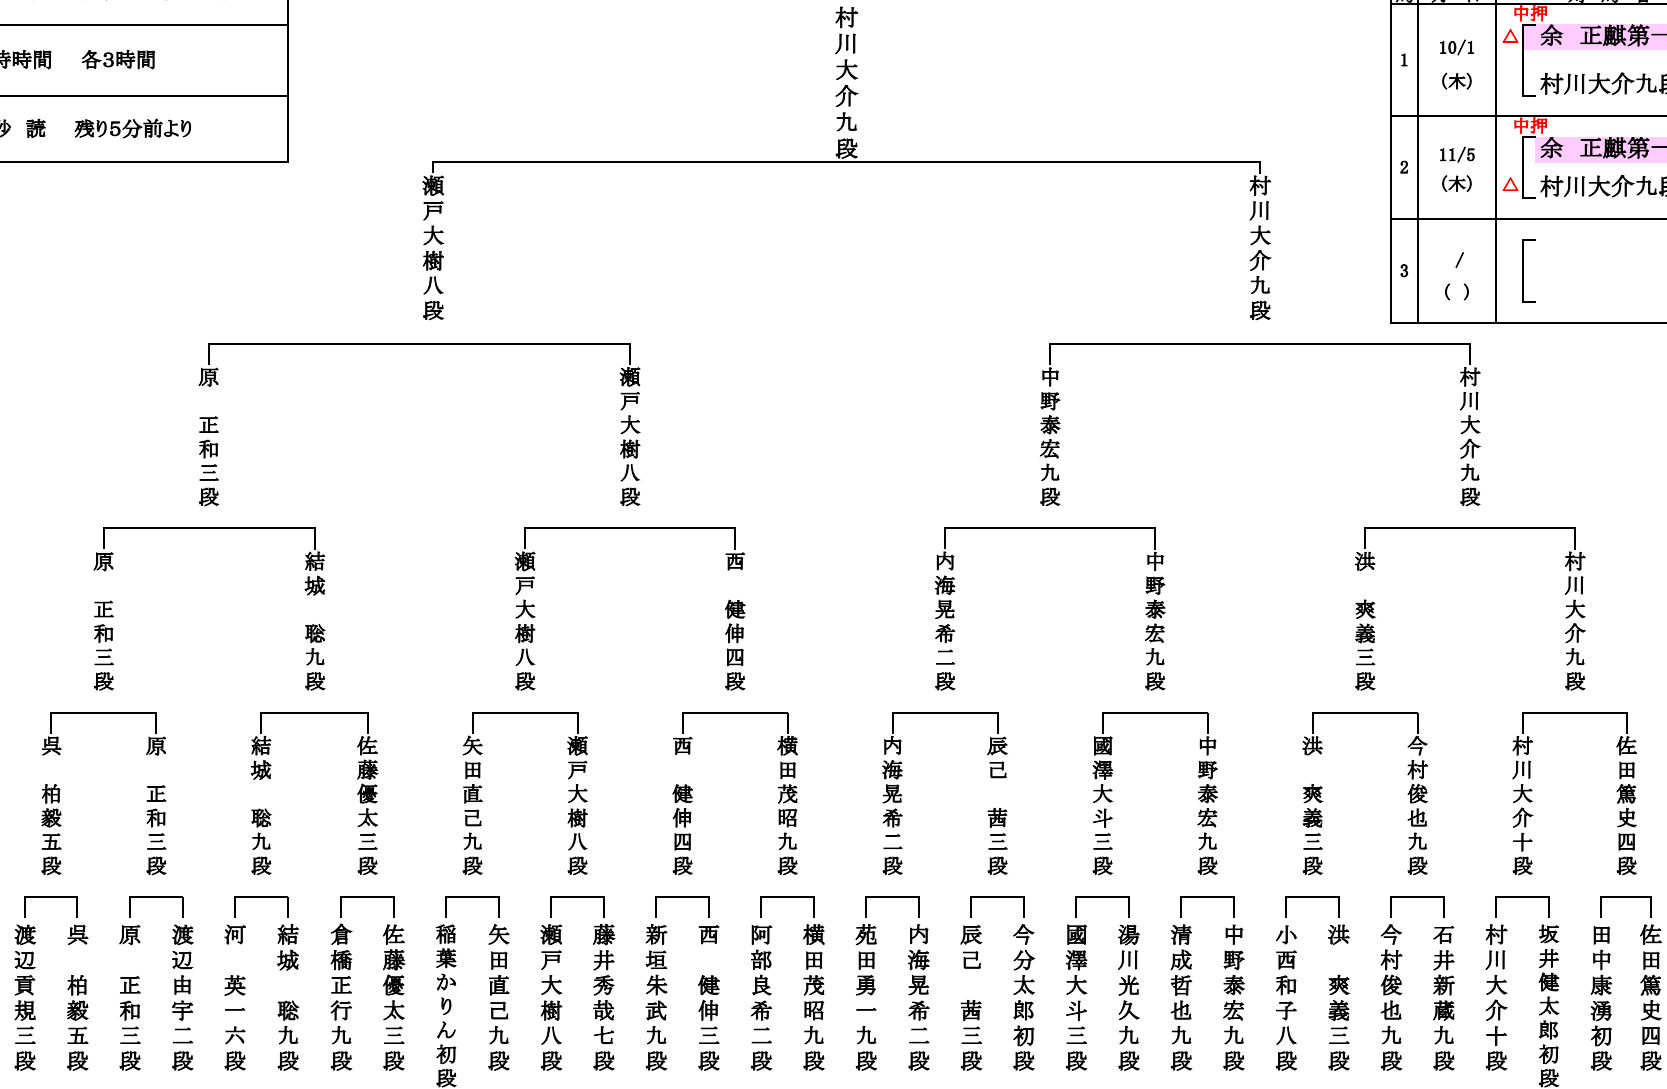 時間 各3時間
秒 読 残り5分前より
村川大介九段
1
10/1
(木)
中押
△
余 正麒第一
村川大介九段
2
11/5
(木)
中押
余 正麒第一
△
村川大介九段
3
/
( )
瀬戸大樹八段
村川大介九段
原 正和三段
瀬戸大樹八段
中野泰宏九段
村川大介九段
原 正和三段
結城 聡九段
瀬戸大樹八段
西 健伸四段
内海晃希二段
中野泰宏九段
洪 爽義三段
村川大介九段
呉 柏毅五段
原 正和三段
結城 聡九段
佐藤優太三段
矢田直己九段
瀬戸大樹八段
西 健伸四段
横田茂昭九段
内海晃希二段
辰己 茜三段
國澤大斗三段
中野泰宏九段
洪 爽義三段
今村俊也九段
村川大介十段
佐田篤史四段
渡辺貢規三段
呉 柏毅五段
原 正和三段
渡辺由宇二段
河 英一六段
結城 聡九段
倉橋正行九段
佐藤優太三段
稲葉かりん初段
矢田直己九段
瀬戸大樹八段
藤井秀哉七段
新垣朱武九段
西 健伸三段
阿部良希二段
横田茂昭九段
苑田勇一九段
内海晃希二段
辰己 茜三段
今分太郎初段
國澤大斗三段
湯川光久九段
清成哲也九段
中野泰宏九段
小西和子八段
洪 爽義三段
今村俊也九段
石井新蔵九段
村川大介十段
坂井健太郎初段
田中康湧初段
佐田篤史四段